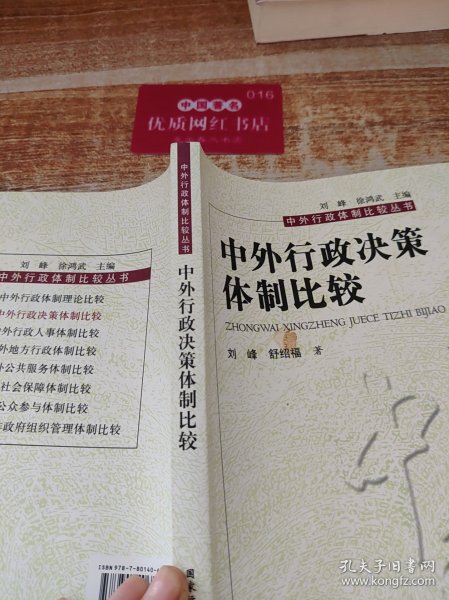 016
中国著名
优质网红书店
刘 峰 徐鸿武 主编
中外行政体制比较丛书
中外行政决策
体制比较
ZHONGWAI XINGZHENG JUECE TIZHI BIJIAO
刘 峰 舒绍福 著
中外行政体制比较丛书
中外行政决策体制比较
国家
刘 峰 徐鸿武 主编
中外行政体制比较丛书
中外行政体制理论比较
中外行政决策体制比较
外行政人事体制比较
外地方行政体制比较
公共服务体制比较
社会保障体制比较
公众参与体制比较
政府组织管理体制比较
ISBN 978-7-80140-
孔夫子旧书网
https://book.kongfz.com